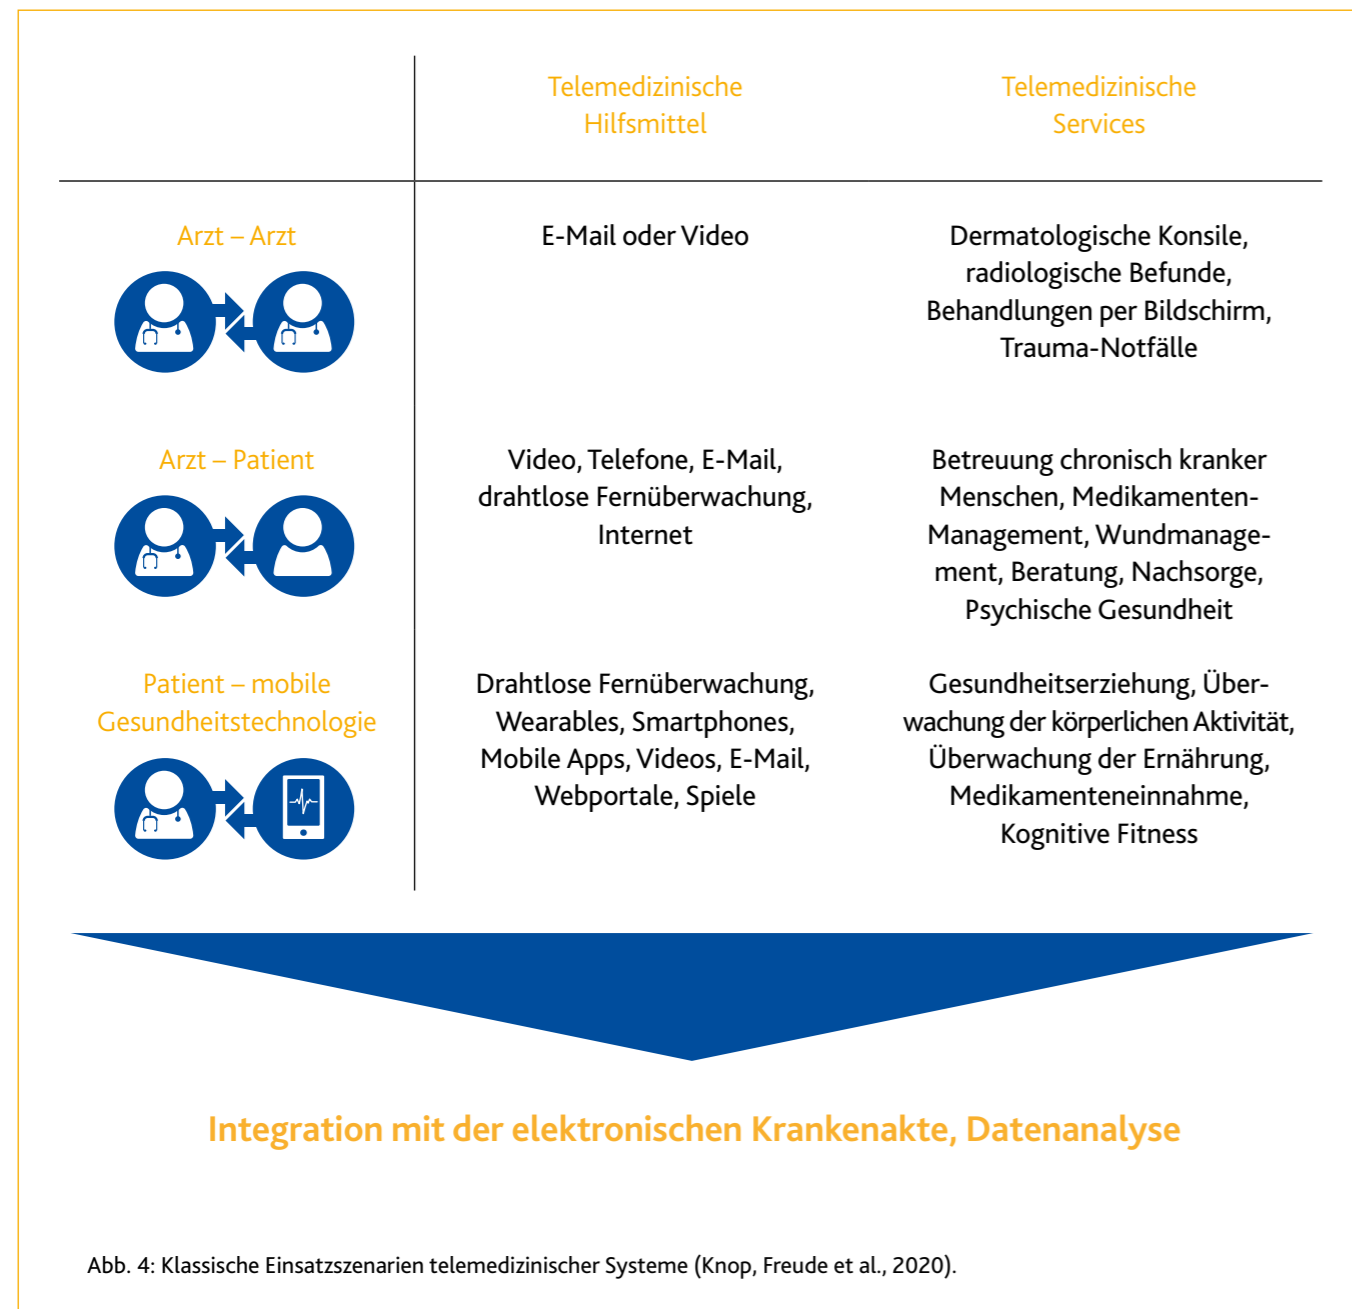 Telemedizinische
Hilfsmittel
Telemedizinische
Services
Arzt – Arzt
E-Mail oder Video
Dermatologische Konsile,
radiologische Befunde,
Behandlungen per Bildschirm,
Trauma-Notfälle
Arzt – Patient
Video, Telefone, E-Mail,
drahtlose Fernüberwachung,
Internet
Betreuung chronisch kranker
Menschen, Medikamenten-
Management, Wundmanage-
ment, Beratung, Nachsorge,
Psychische Gesundheit
Patient – mobile
Gesundheitstechnologie
Drahtlose Fernüberwachung,
Wearables, Smartphones,
Mobile Apps, Videos, E-Mail,
Webportale, Spiele
Gesundheitserziehung, Über-
wachung der körperlichen Aktivität,
Überwachung der Ernährung,
Medikamenteneinnahme,
Kognitive Fitness
Integration mit der elektronischen Krankenakte, Datenanalyse
Abb. 4: Klassische Einsatzszenarien telemedizinischer Systeme (Knop, Freude et al., 2020).